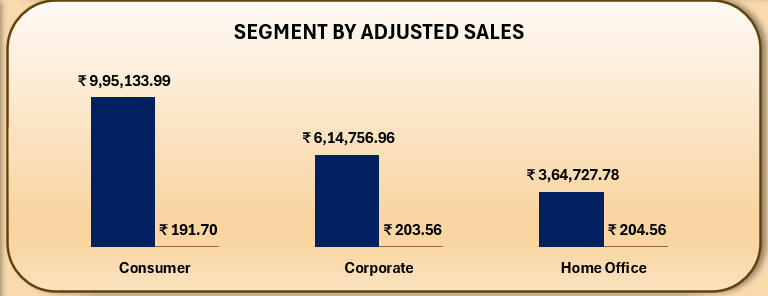 SEGMENT BY ADJUSTED SALES
₹ 9,95,133.99
₹ 6,14,756.96
₹ 3,64,727.78
₹ 191.70
₹ 203.56
₹ 204.56
Consumer
Corporate
Home Office